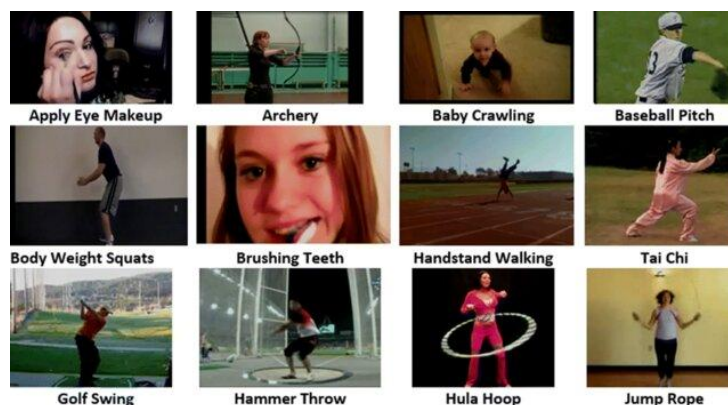 Apply Eye Makeup
Archery
Baby Crawling
Baseball Pitch
3
Body Weight Squats
Brushing Teeth
Handstand Walking
Tai Chi
Golf Swing
Hammer Throw
Hula Hoop
Jump Rope